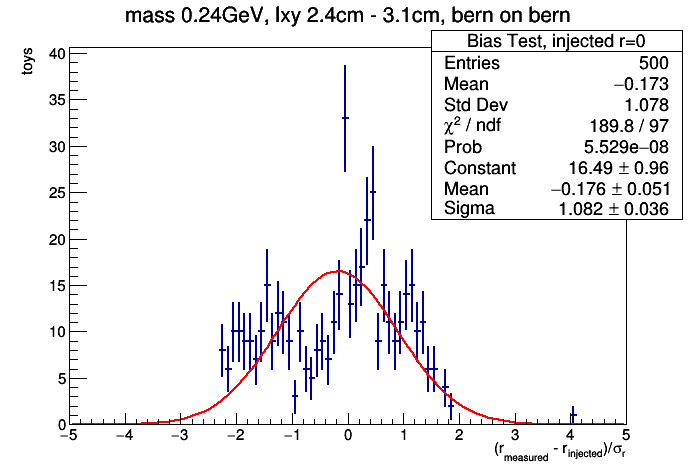 mass 0.24GeV, lxy 2.4cm - 3.1cm, bern on bern
Bias Test, injected r=0
Entries 500
Mean −0.173
Std Dev 1.078
χ² / ndf 189.8 / 97
Prob 5.529e−08
Constant 16.49 ± 0.96
Mean −0.176 ± 0.051
Sigma 1.082 ± 0.036
toys
40
35
30
25
20
15
10
5
0
−5 −4 −3 −2 −1 0 1 2 3 4 5
(r_measured - r_injected)/σ_r